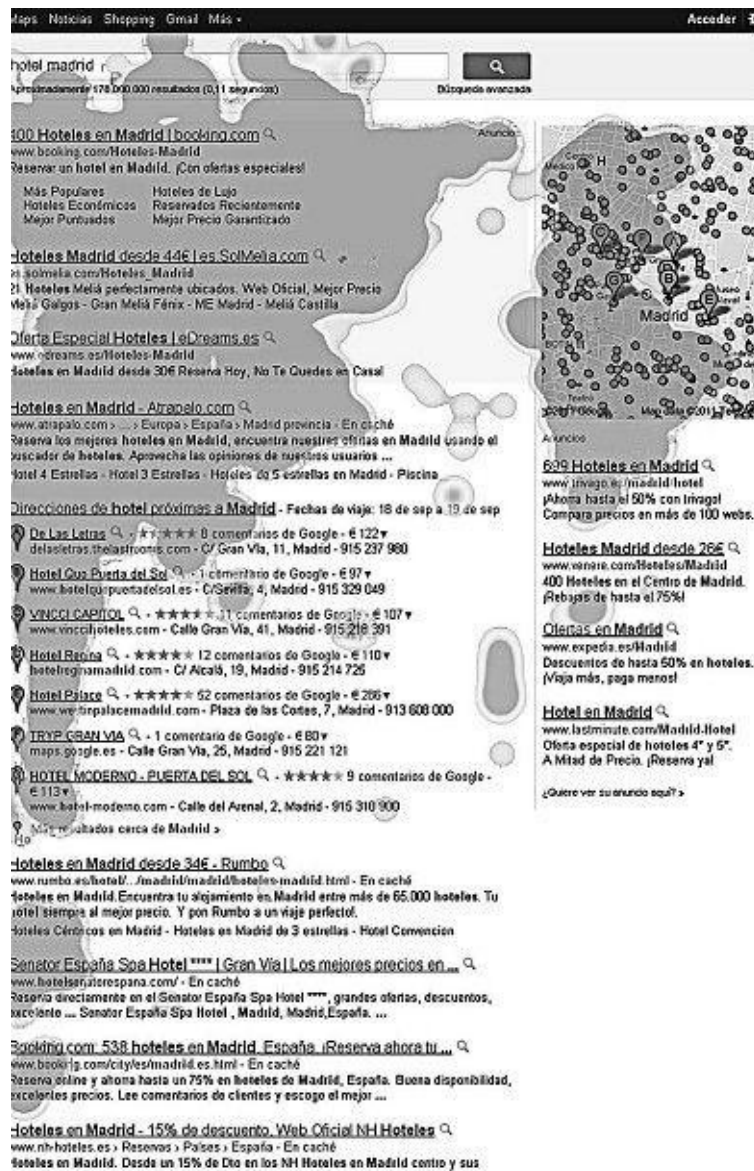 Maps Noticias Shopping Gmail Más
Acceder
hotel madrid
Aproximadamente 178.000.000 resultados (0,11 segundos)
Búsqueda avanzada
400 Hoteles en Madrid | booking.com
Anuncio
www.booking.com/Hoteles-Madrid
Reservar un hotel en Madrid. ¡Con ofertas especiales!
Más Populares Hoteles de Lujo
Hoteles Económicos Reservados Recientemente
Mejor Puntuados Mejor Precio Garantizado
Hoteles Madrid desde 44€ | es.SolMelia.com
es.solmelia.com/Hoteles_Madrid
21 Hoteles Meliá perfectamente ubicados. Web Oficial, Mejor Precio
Meliá Galgos - Gran Meliá Fénix - ME Madrid - Meliá Castilla
Oferta Especial Hoteles | eDreams.es
www.edreams.es/Hoteles-Madrid
Hoteles en Madrid desde 30€ Reserva Hoy, No Te Quedes en Casa!
Hoteles en Madrid - Atrapalo.com
www.atrapalo.com › ... › Europa › España › Madrid provincia - En caché
Reserva los mejores hoteles en Madrid, encuentra nuestras ofertas en Madrid usando el
buscador de hoteles. Aprovecha las opiniones de nuestros usuarios ...
Hotel 4 Estrellas - Hotel 3 Estrellas - Hoteles de 5 estrellas en Madrid - Piscina
Direcciones de hotel próximas a Madrid - Fechas de viaje: 18 de sep a 19 de sep
De Las Letras - ★★★★★ 8 comentarios de Google - € 122▾
delasletras.thelastrooms.com - C/ Gran Vía, 11, Madrid - 915 237 980
Hotel Quo Puerta del Sol - 1 comentario de Google - € 97▾
www.hotelquopuertadelsol.es - C/Sevilla, 4, Madrid - 915 329 049
VINCCI CAPITOL - ★★★★★ 11 comentarios de Google - € 107▾
www.vinccihoteles.com - Calle Gran Vía, 41, Madrid - 915 218 391
Hotel Regina - ★★★★★ 12 comentarios de Google - € 110▾
hotelreginamadrid.com - C/ Alcalá, 19, Madrid - 915 214 725
Hotel Palace - ★★★★★ 52 comentarios de Google - € 266▾
www.westinpalacemadrid.com - Plaza de las Cortes, 7, Madrid - 913 608 000
TRYP GRAN VIA - 1 comentario de Google - € 80▾
maps.google.es - Calle Gran Vía, 25, Madrid - 915 221 121
HOTEL MODERNO - PUERTA DEL SOL - ★★★★★ 9 comentarios de Google -
€ 113▾
www.hotel-moderno.com - Calle del Arenal, 2, Madrid - 915 310 900
Más resultados cerca de Madrid »
Hoteles en Madrid desde 34€ - Rumbo
www.rumbo.es/hotel/.../madrid/madrid/hoteles-madrid.html - En caché
Hoteles en Madrid.Encuentra tu alojamiento en Madrid entre más de 65.000 hoteles. Tu
hotel siempre al mejor precio. Y pon Rumbo a un viaje perfecto!.
Hoteles Céntricos en Madrid - Hoteles en Madrid de 3 estrellas - Hotel Convencion
Senator España Spa Hotel **** | Gran Via | Los mejores precios en ...
www.hotelsenatorespana.com/ - En caché
Reserva directamente en el Senator España Spa Hotel ****, grandes ofertas, descuentos,
excelente ... Senator España Spa Hotel , Madrid, Madrid,España. ...
Booking.com: 538 hoteles en Madrid, España. ¡Reserva ahora tu ...
www.booking.com/city/es/madrid.es.html - En caché
Reserva online y ahorra hasta un 75% en hoteles de Madrid, España. Buena disponibilidad,
excelentes precios. Lee comentarios de clientes y escoge el mejor ...
Hoteles en Madrid - 15% de descuento. Web Oficial NH Hoteles
www.nh-hoteles.es › Reservas › Países › España - En caché
Hoteles en Madrid. Desde un 15% de Dto en los NH Hoteles en Madrid centro y sus
H
C
G
B
E
Madrid
Anuncios
699 Hoteles en Madrid
www.trivago.es/madrid/hotel
¡Ahorra hasta el 50% con trivago!
Compara precios en más de 100 webs.
Hoteles Madrid desde 26€
www.venere.com/Hoteles/Madrid
400 Hoteles en el Centro de Madrid.
¡Rebajas de hasta el 75%!
Ofertas en Madrid
www.expedia.es/Madrid
Descuentos de hasta 50% en hoteles.
¡Viaja más, paga menos!
Hotel en Madrid
www.lastminute.com/Madrid-Hotel
Oferta especial de hoteles 4* y 5*.
A Mitad de Precio. ¡Reserva ya!
¿Quiere ver su anuncio aquí? »